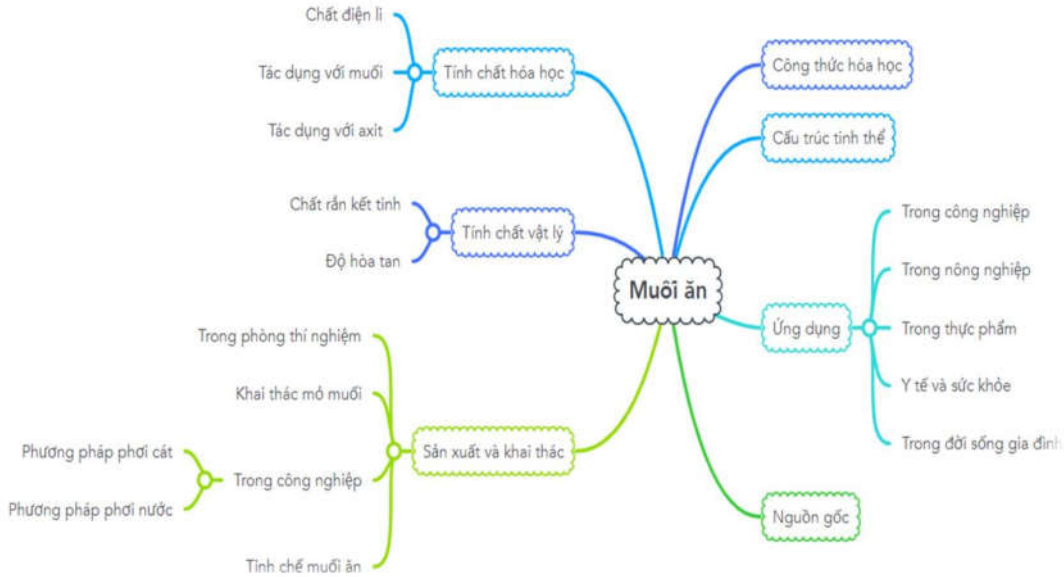 Muối ăn
Công thức hóa học
Cấu trúc tinh thể
Ứng dụng
Trong công nghiệp
Trong nông nghiệp
Trong thực phẩm
Y tế và sức khỏe
Trong đời sống gia đình
Nguồn gốc
Tính chất hóa học
Chất điện li
Tác dụng với muối
Tác dụng với axit
Tính chất vật lý
Chất rắn kết tinh
Độ hòa tan
Sản xuất và khai thác
Trong phòng thí nghiệm
Khai thác mỏ muối
Trong công nghiệp
Phương pháp phơi cát
Phương pháp phơi nước
Tinh chế muối ăn